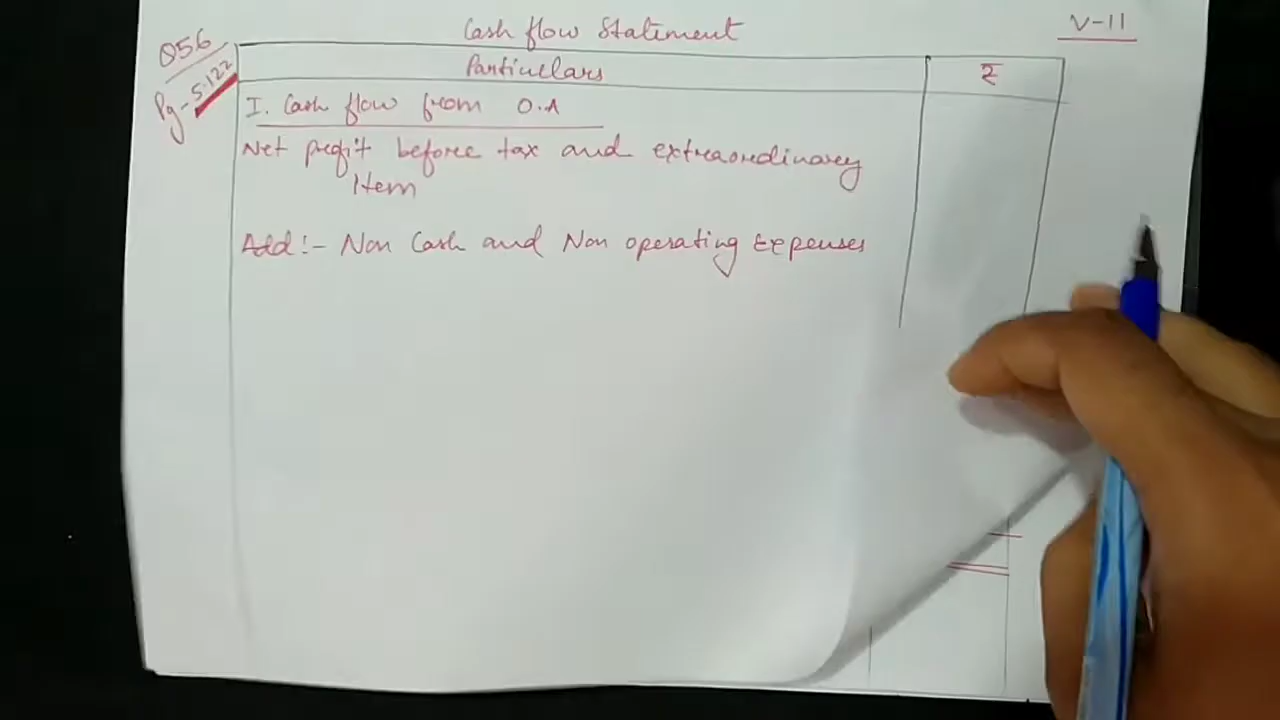 Cash flow Statement
V-11
Q56
Pg-5.122
Particulars
₹
I. Cash flow from O.A
Net profit before tax and extraordinary
Item
Add:- Non Cash and Non operating Expenses